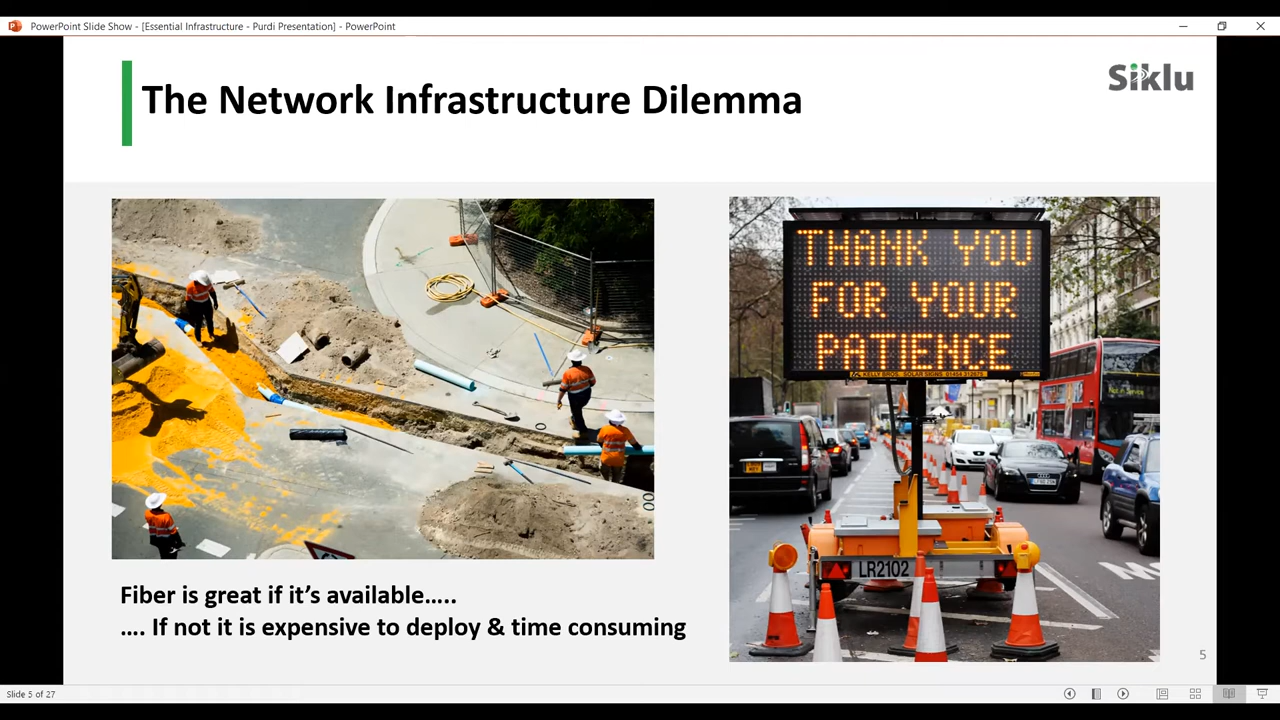 PowerPoint Slide Show - [Essential Infrastructure - Purdi Presentation] - PowerPoint
The Network Infrastructure Dilemma
Siklu
THANK YOU
FOR YOUR
PATIENCE
LR2102
Fiber is great if it's available…..
…. If not it is expensive to deploy & time consuming
5
Slide 5 of 27